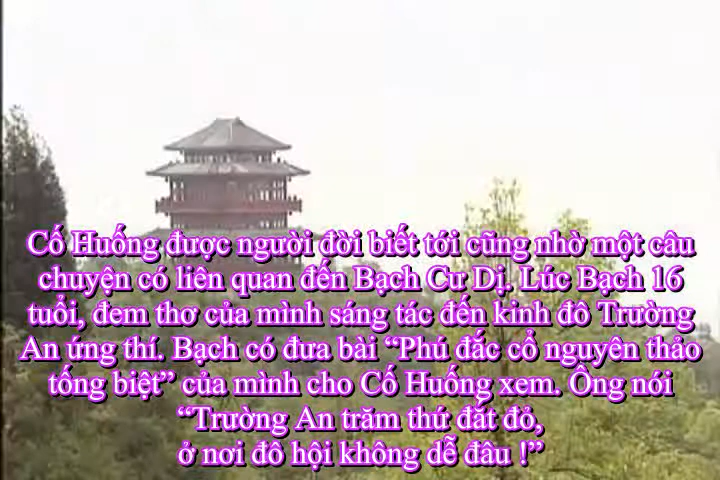 Cố Huống được người đời biết tới cũng nhờ một câu
chuyện có liên quan đến Bạch Cư Dị. Lúc Bạch 16
tuổi, đem thơ của mình sáng tác đến kinh đô Trường
An ứng thí. Bạch có đưa bài “Phú đắc cổ nguyên thảo
tống biệt” của mình cho Cố Huống xem. Ông nói
“Trường An trăm thứ đắt đỏ,
ở nơi đô hội không dễ đâu !”